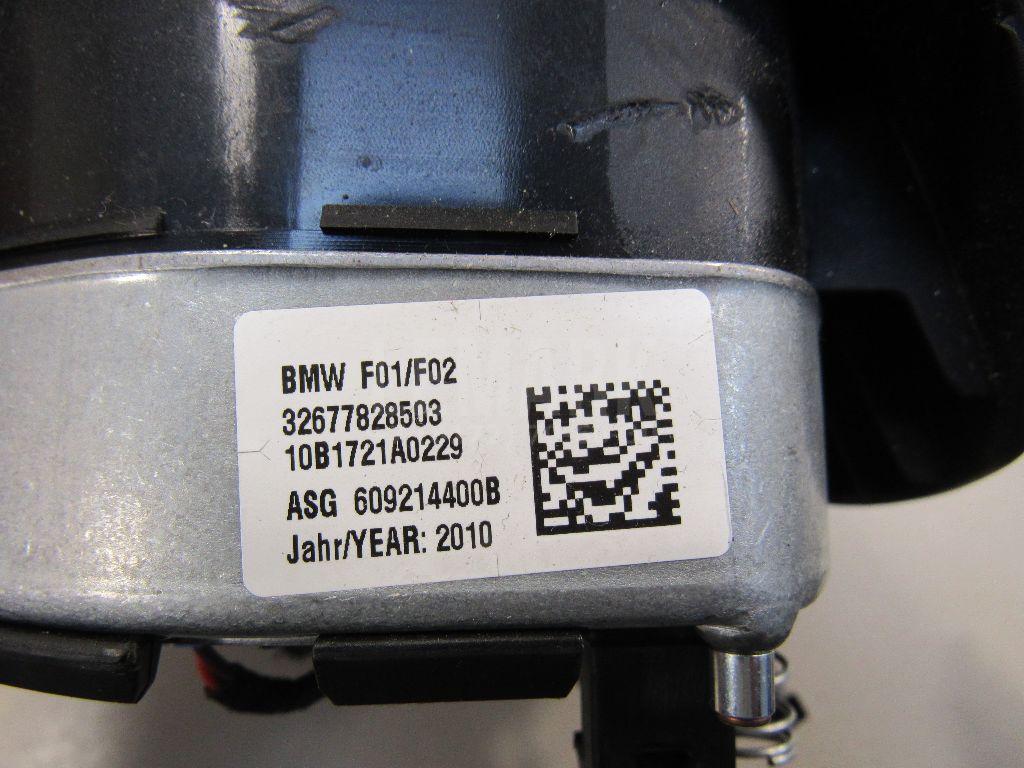 BMW F01/F02
32677828503
10B1721A0229
ASG 609214400B
Jahr/YEAR: 2010